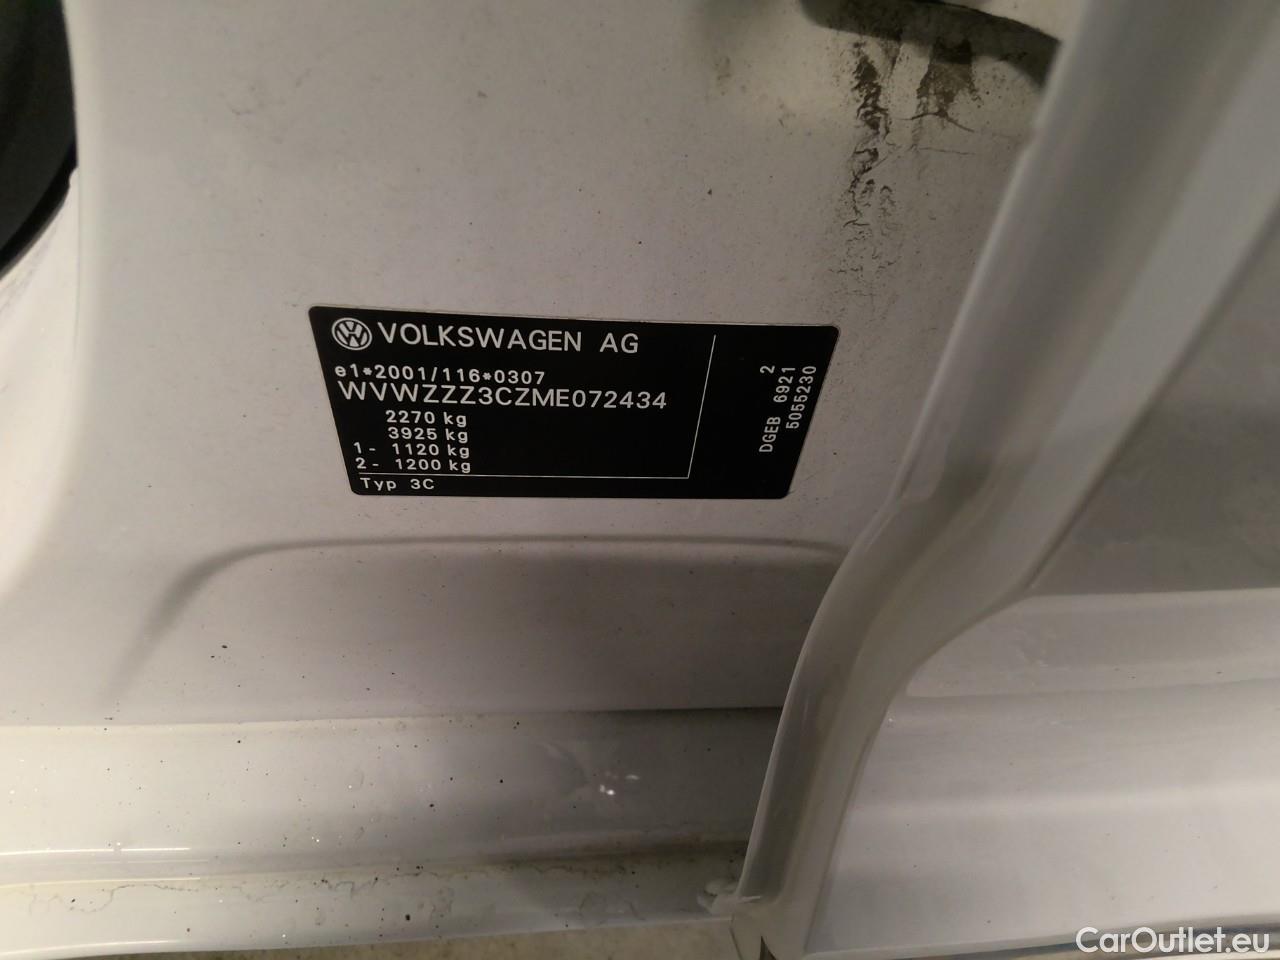 VOLKSWAGEN AG
e1*2001/116*0307
WVWZZZ3CZME072434
2270 kg
3925 kg
1- 1120 kg
2- 1200 kg
Typ 3C
2
DGEB 6921
5055230
CarOutlet.eu